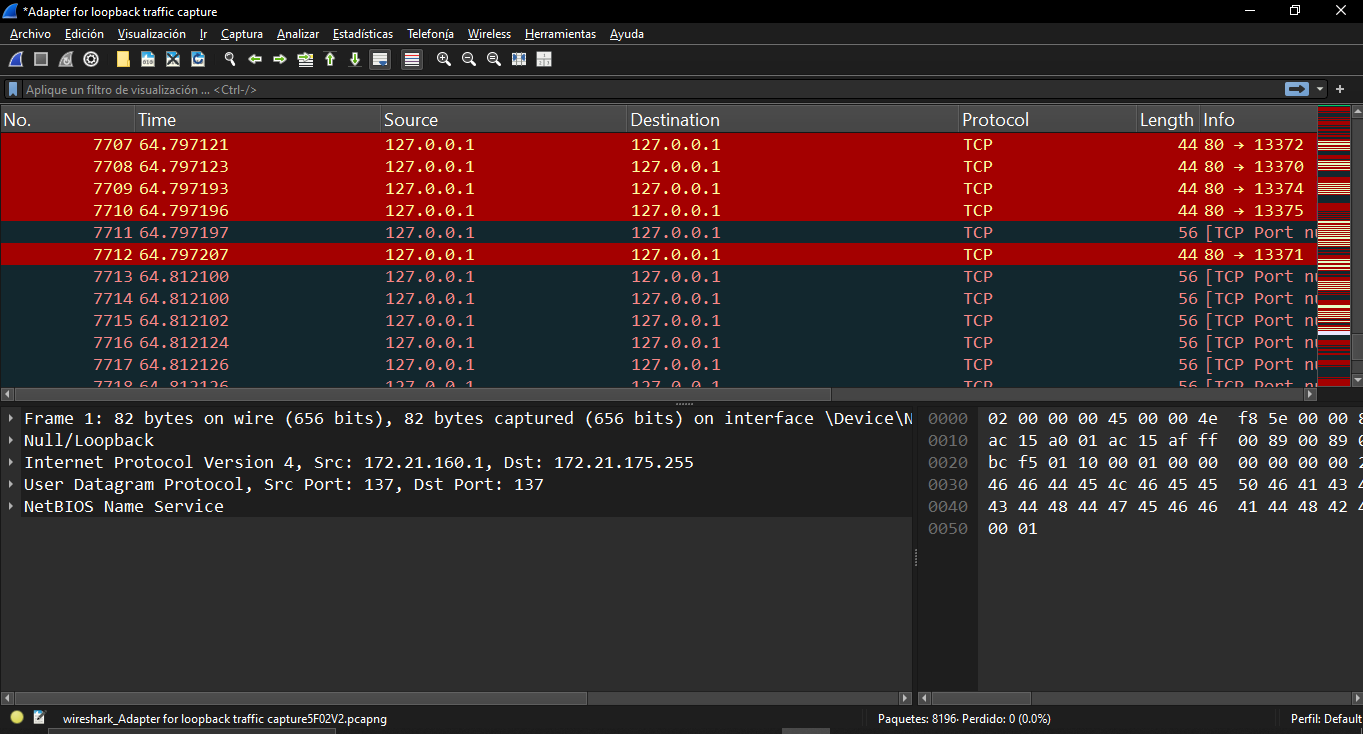 *Adapter for loopback traffic capture
Archivo Edición Visualización Ir Captura Analizar Estadísticas Telefonía Wireless Herramientas Ayuda
Aplique un filtro de visualización ... <Ctrl-/>
No. Time Source Destination Protocol Length Info
7707 64.797121 127.0.0.1 127.0.0.1 TCP 44 80 → 13372
7708 64.797123 127.0.0.1 127.0.0.1 TCP 44 80 → 13370
7709 64.797193 127.0.0.1 127.0.0.1 TCP 44 80 → 13374
7710 64.797196 127.0.0.1 127.0.0.1 TCP 44 80 → 13375
7711 64.797197 127.0.0.1 127.0.0.1 TCP 56 [TCP Port
7712 64.797207 127.0.0.1 127.0.0.1 TCP 44 80 → 13371
7713 64.812100 127.0.0.1 127.0.0.1 TCP 56 [TCP Port
7714 64.812100 127.0.0.1 127.0.0.1 TCP 56 [TCP Port
7715 64.812102 127.0.0.1 127.0.0.1 TCP 56 [TCP Port
7716 64.812124 127.0.0.1 127.0.0.1 TCP 56 [TCP Port
7717 64.812126 127.0.0.1 127.0.0.1 TCP 56 [TCP Port
7718 64.812126 127.0.0.1 127.0.0.1 TCP 56 [TCP Port
Frame 1: 82 bytes on wire (656 bits), 82 bytes captured (656 bits) on interface \Device\N
Null/Loopback
Internet Protocol Version 4, Src: 172.21.160.1, Dst: 172.21.175.255
User Datagram Protocol, Src Port: 137, Dst Port: 137
NetBIOS Name Service
0000 02 00 00 00 45 00 00 4e f8 5e 00 00
0010 ac 15 a0 01 ac 15 af ff 00 89 00 89
0020 bc f5 01 10 00 01 00 00 00 00 00 00
0030 46 46 44 45 4c 46 45 45 50 46 41 43
0040 43 44 48 44 47 45 46 46 41 44 48 42
0050 00 01
wireshark_Adapter for loopback traffic capture5F02V2.pcapng
Paquetes: 8196· Perdido: 0 (0.0%)
Perfil: Default